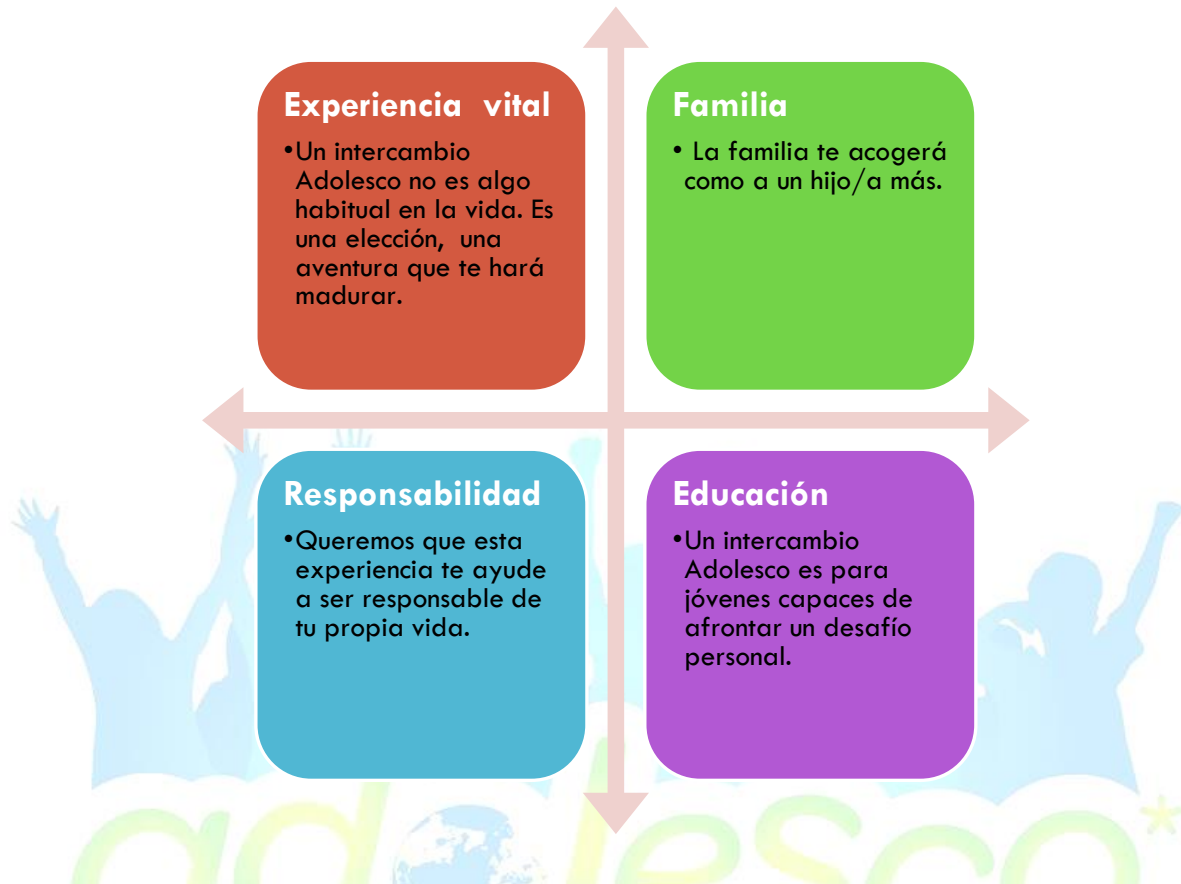 Experiencia vital
•Un intercambio
Adolesco no es algo
habitual en la vida. Es
una elección, una
aventura que te hará
madurar.
Familia
• La familia te acogerá
como a un hijo/a más.
Responsabilidad
•Queremos que esta
experiencia te ayude
a ser responsable de
tu propia vida.
Educación
•Un intercambio
Adolesco es para
jóvenes capaces de
afrontar un desafío
personal.
adolesco*